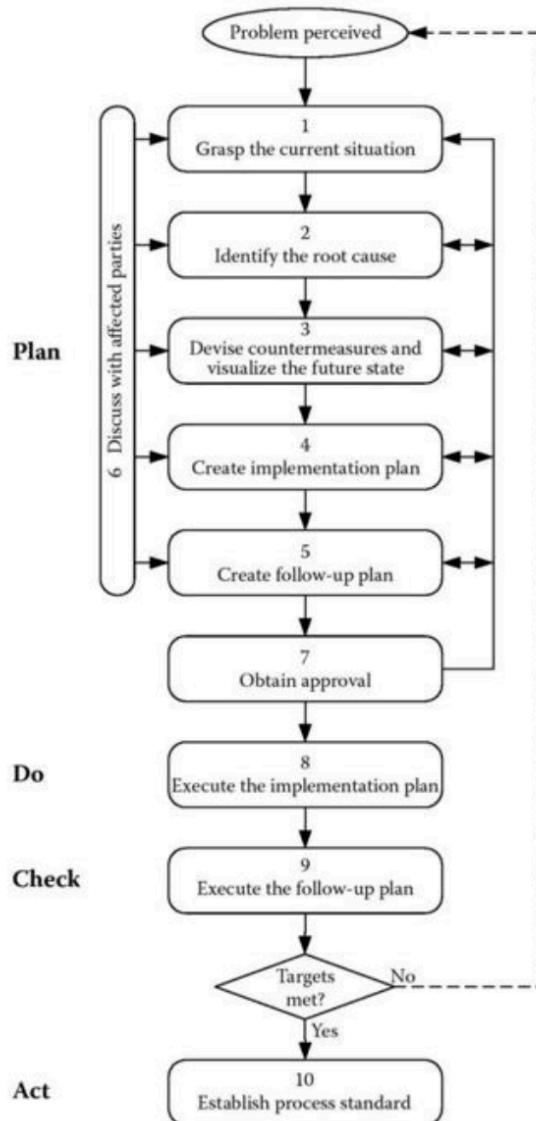 Problem perceived
1
Grasp the current situation
2
Identify the root cause
6 Discuss with affected parties
Plan
3
Devise countermeasures and
visualize the future state
4
Create implementation plan
5
Create follow-up plan
7
Obtain approval
Do
8
Execute the implementation plan
Check
9
Execute the follow-up plan
Targets
met?
No
Yes
Act
10
Establish process standard